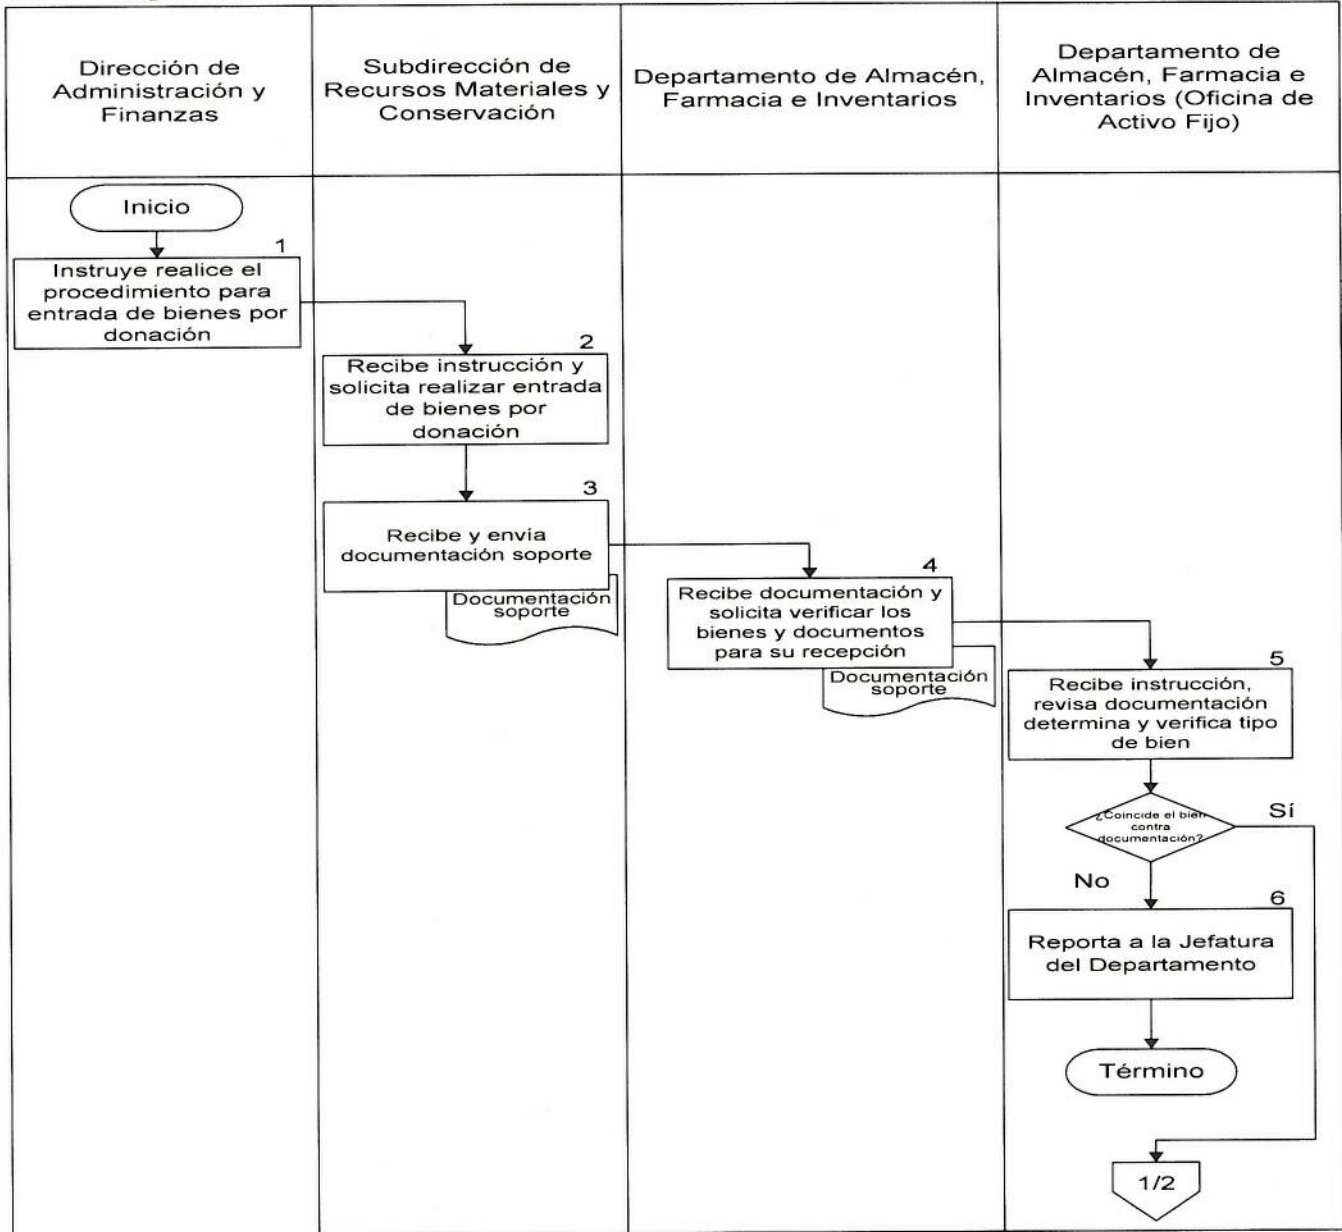 Dirección de
Administración y
Finanzas
Subdirección de
Recursos Materiales y
Conservación
Departamento de Almacén,
Farmacia e Inventarios
Departamento de
Almacén, Farmacia e
Inventarios (Oficina de
Activo Fijo)
Inicio
1
Instruye realice el
procedimiento para
entrada de bienes por
donación
2
Recibe instrucción y
solicita realizar entrada
de bienes por
donación
3
Recibe y envía
documentación soporte
Documentación
soporte
4
Recibe documentación y
solicita verificar los
bienes y documentos
para su recepción
Documentación
soporte
5
Recibe instrucción,
revisa documentación
determina y verifica tipo
de bien
¿Coincide el bien
contra
documentación?
Sí
No
6
Reporta a la Jefatura
del Departamento
Término
1/2